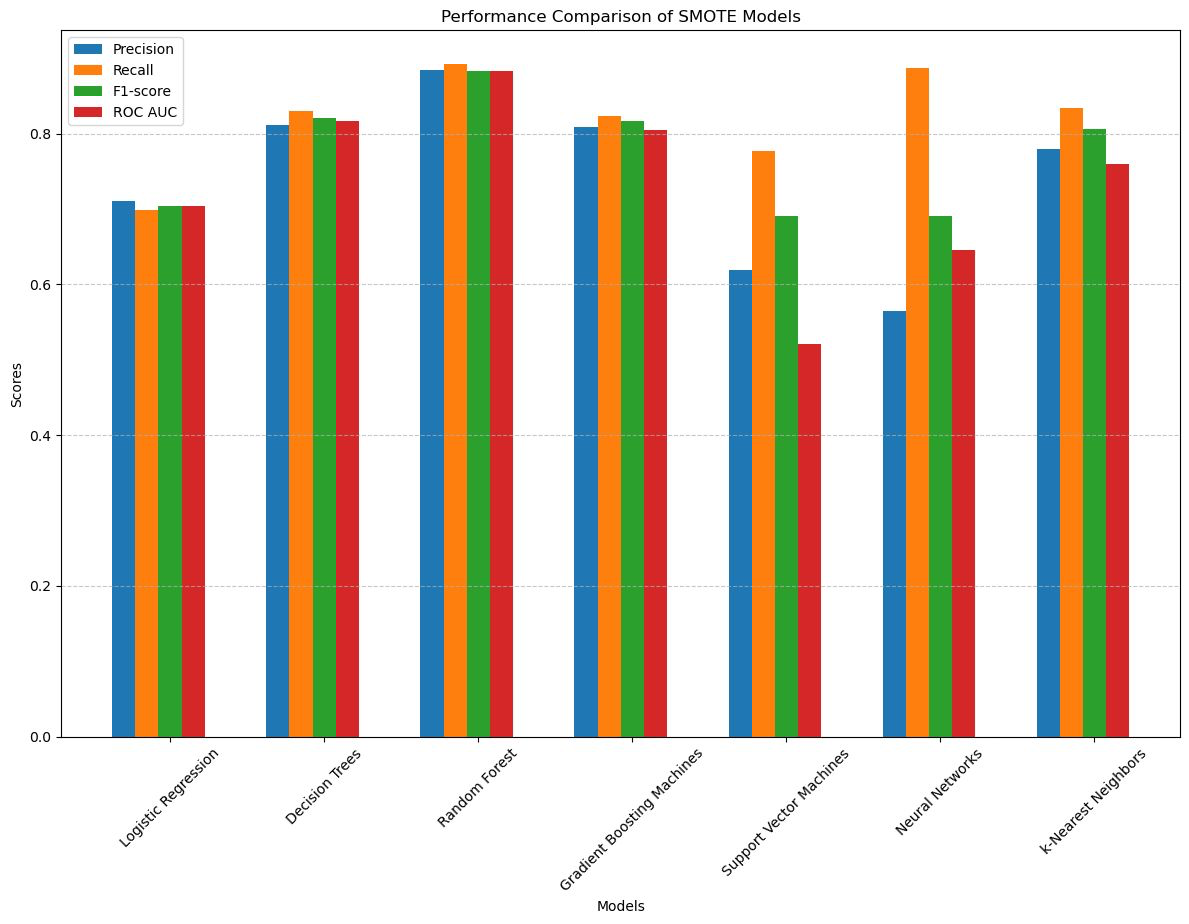 Performance Comparison of SMOTE Models
Precision
Recall
F1-score
ROC AUC
0.8
0.6
0.4
0.2
0.0
Scores
Logistic Regression
Decision Trees
Random Forest
Gradient Boosting Machines
Support Vector Machines
Neural Networks
k-Nearest Neighbors
Models